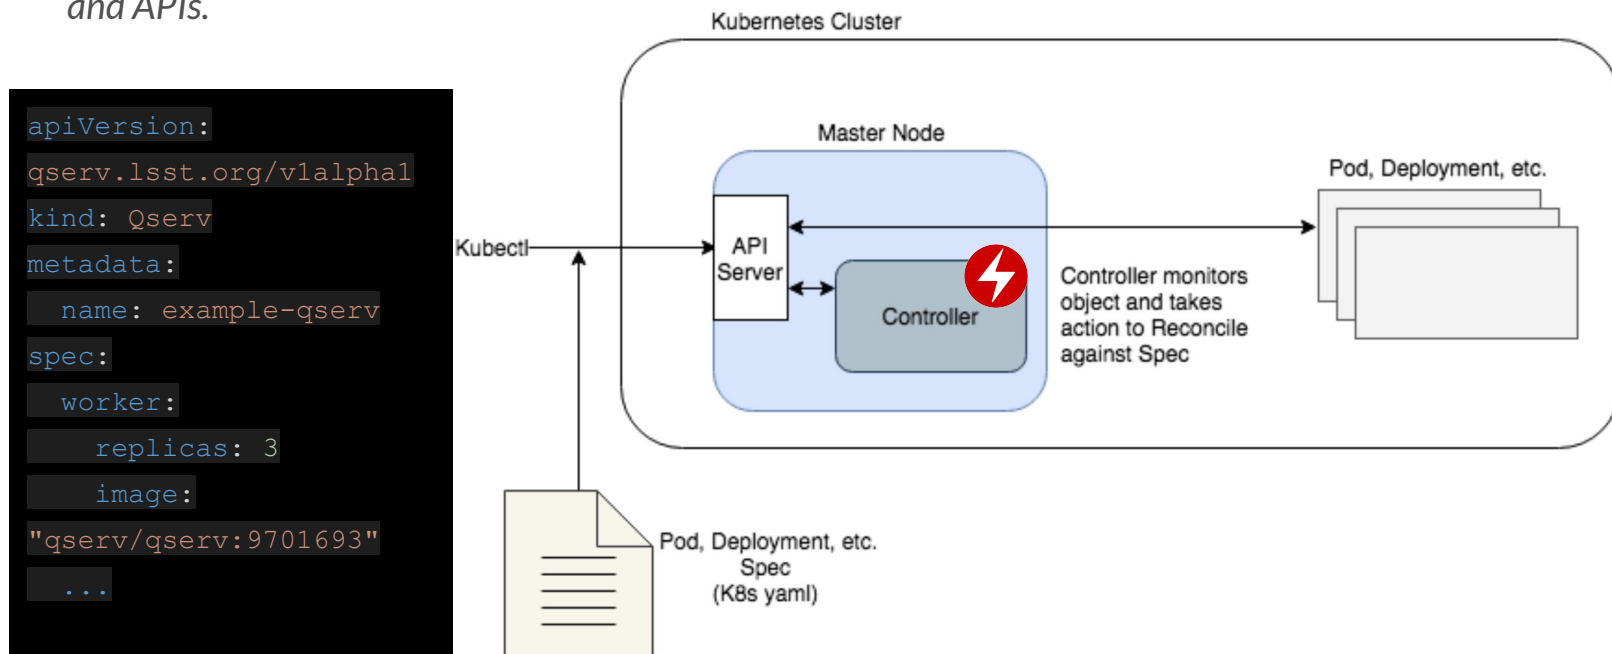 and APIs.
apiVersion:
qserv.lsst.org/v1alpha1
kind: Qserv
metadata:
  name: example-qserv
spec:
  worker:
    replicas: 3
    image:
"qserv/qserv:9701693"
  ...
Kubernetes Cluster
Master Node
Pod, Deployment, etc.
Kubectl
API
Server
Controller
Controller monitors
object and takes
action to Reconcile
against Spec
Pod, Deployment, etc.
Spec
(K8s yaml)